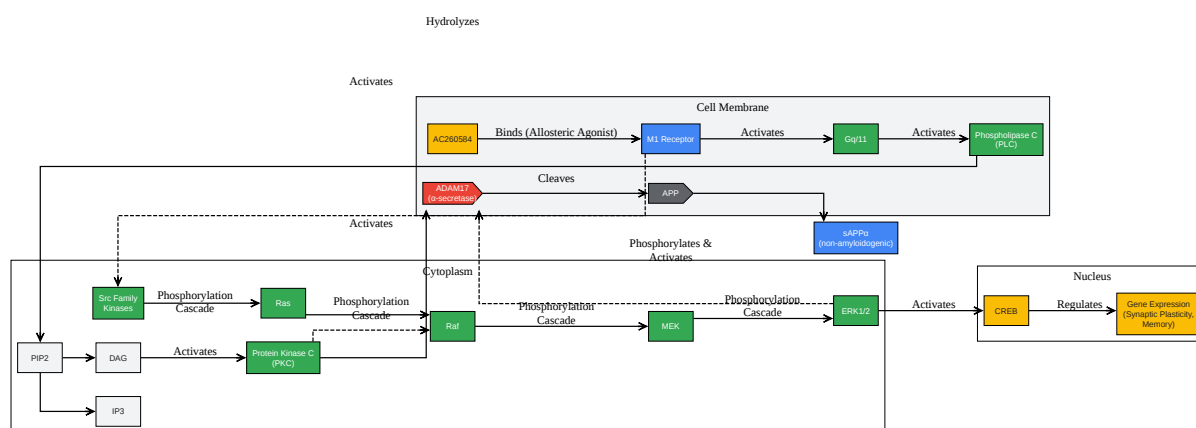 Hydrolyzes
Activates
Cell Membrane
AC260584
Binds (Allosteric Agonist)
M1 Receptor
Activates
Gq/11
Activates
Phospholipase C
(PLC)
ADAM17
(α-secretase)
Cleaves
APP
Activates
sAPPα
(non-amyloidogenic)
Phosphorylates &
Activates
Cytoplasm
Nucleus
Src Family
Kinases
Phosphorylation
Cascade
Ras
Phosphorylation
Cascade
Raf
Phosphorylation
Cascade
MEK
Phosphorylation
Cascade
ERK1/2
Activates
CREB
Regulates
Gene Expression
(Synaptic Plasticity,
Memory)
PIP2
DAG
Activates
Protein Kinase C
(PKC)
IP3